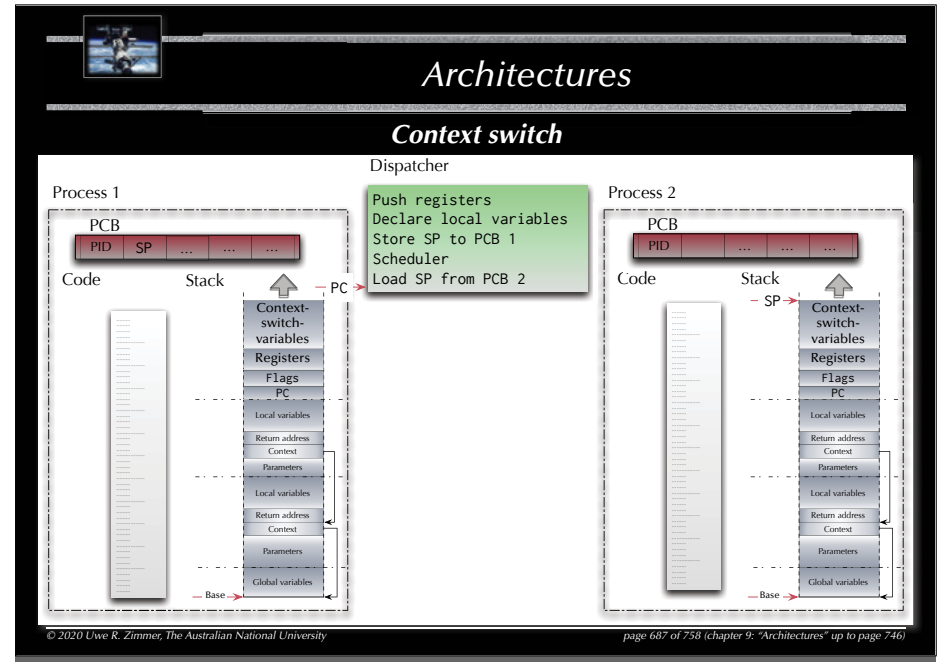 Architectures
Context switch
Dispatcher
Process 1
PCB
PID SP ... ... ...
Code
Stack
Context-
switch-
variables
Registers
Flags
PC
Local variables
Return address
Context
Parameters
Local variables
Return address
Context
Parameters
Global variables
Base
PC
Push registers
Declare local variables
Store SP to PCB 1
Scheduler
Load SP from PCB 2
Process 2
PCB
PID ... ... ...
Code
Stack
SP
Context-
switch-
variables
Registers
Flags
PC
Local variables
Return address
Context
Parameters
Local variables
Return address
Context
Parameters
Global variables
Base
© 2020 Uwe R. Zimmer, The Australian National University
page 687 of 758 (chapter 9: "Architectures" up to page 746)